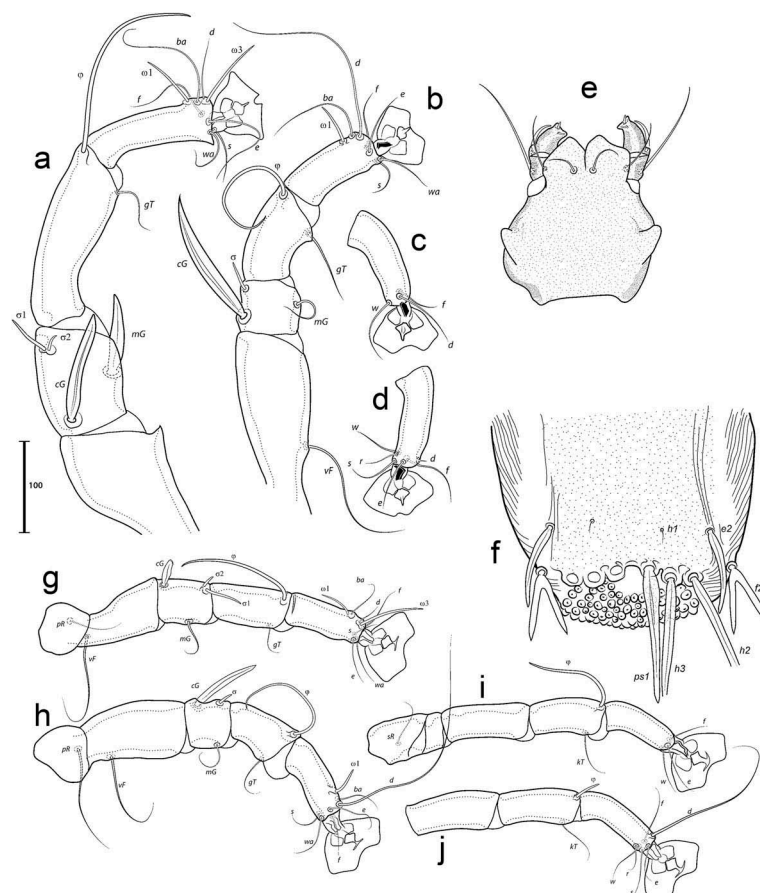 a
φ
f
ω1
ba
d
ω3
wa
s
e
gT
σ1
σ2
cG
mG
100
b
d
ba
ω1
f
e
s
wa
φ
gT
cG
σ
mG
vF
c
w
f
d
d
w
s
r
e
d
f
e
f
h1
e2
f2
h2
h3
ps1
g
pR
vF
cG
σ2
σ1
mG
φ
gT
ω1
ba
d
f
ω3
s
e
wa
h
pR
vF
cG
σ
mG
gT
φ
ω1
ba
d
e
s
wa
f
i
sR
φ
kT
f
w
e
j
φ
kT
f
d
w
r
s
e